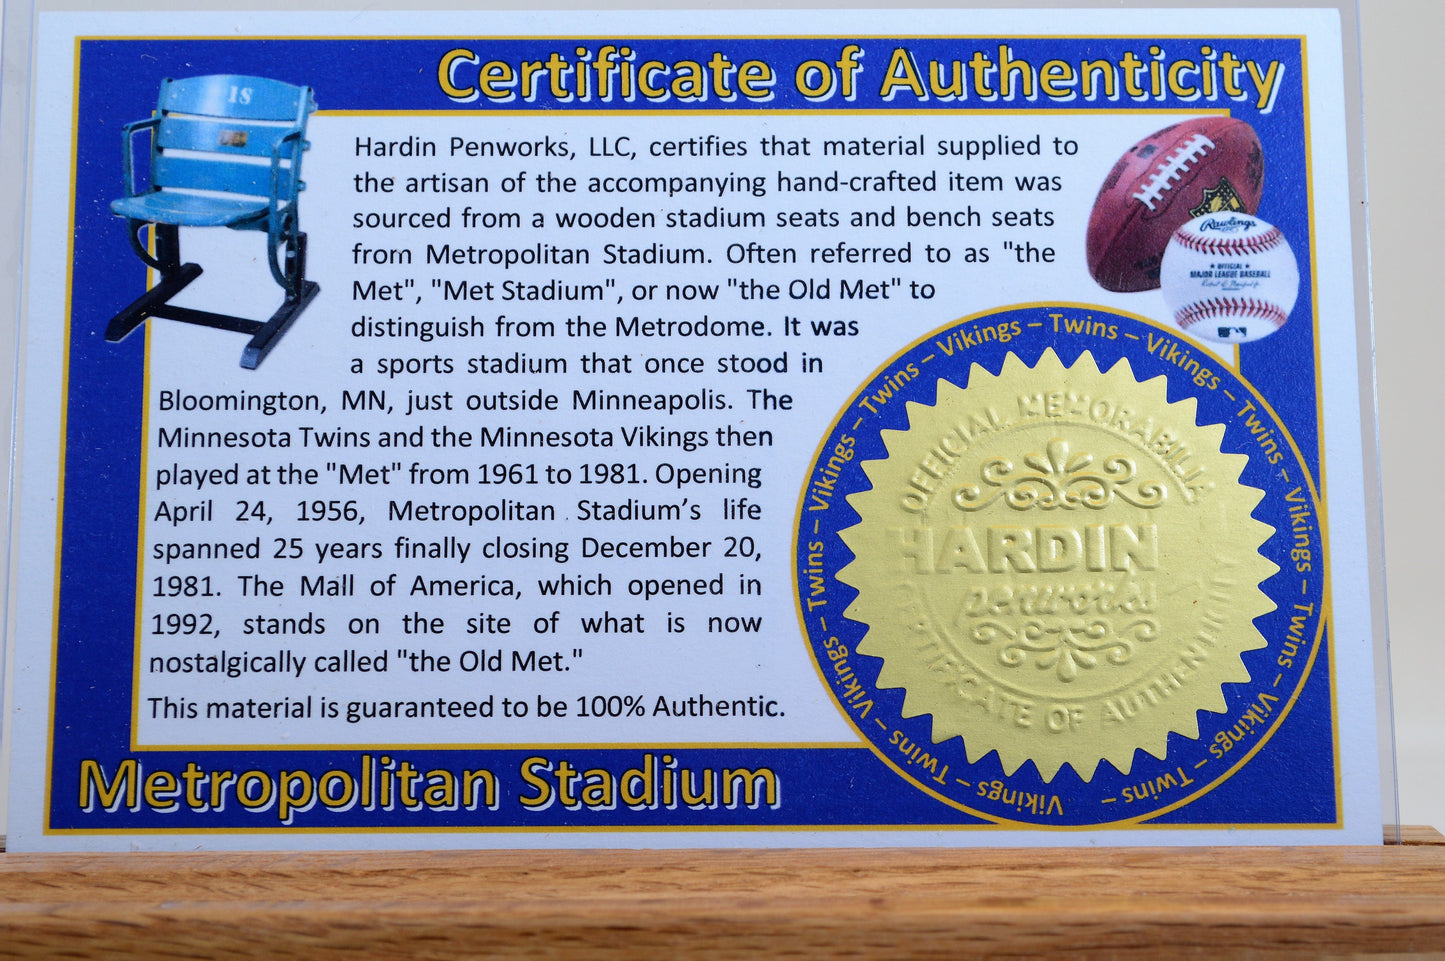 Certificate of Authenticity
18
Hardin Penworks, LLC, certifies that material supplied to
the artisan of the accompanying hand-crafted item was
sourced from a wooden stadium seats and bench seats
from Metropolitan Stadium. Often referred to as "the
Met", "Met Stadium", or now "the Old Met" to
distinguish from the Metrodome. It was
a sports stadium that once stood in
Bloomington, MN, just outside Minneapolis. The
Minnesota Twins and the Minnesota Vikings then
played at the "Met" from 1961 to 1981. Opening
April 24, 1956, Metropolitan Stadium's life
spanned 25 years finally closing December 20,
1981. The Mall of America, which opened in
1992, stands on the site of what is now
nostalgically called "the Old Met."
This material is guaranteed to be 100% Authentic.
Metropolitan Stadium
Rawlings
OFFICIAL
MAJOR LEAGUE BASEBALL
Vikings – Twins – Vikings – Twins – Vikings – Twins – Vikings – Twins – Vikings – Twins – Vikings – Twins – Vikings – Twins –
OFFICIAL MEMORABILIA
HARDIN
penworks
CERTIFICATE OF AUTHENTICITY